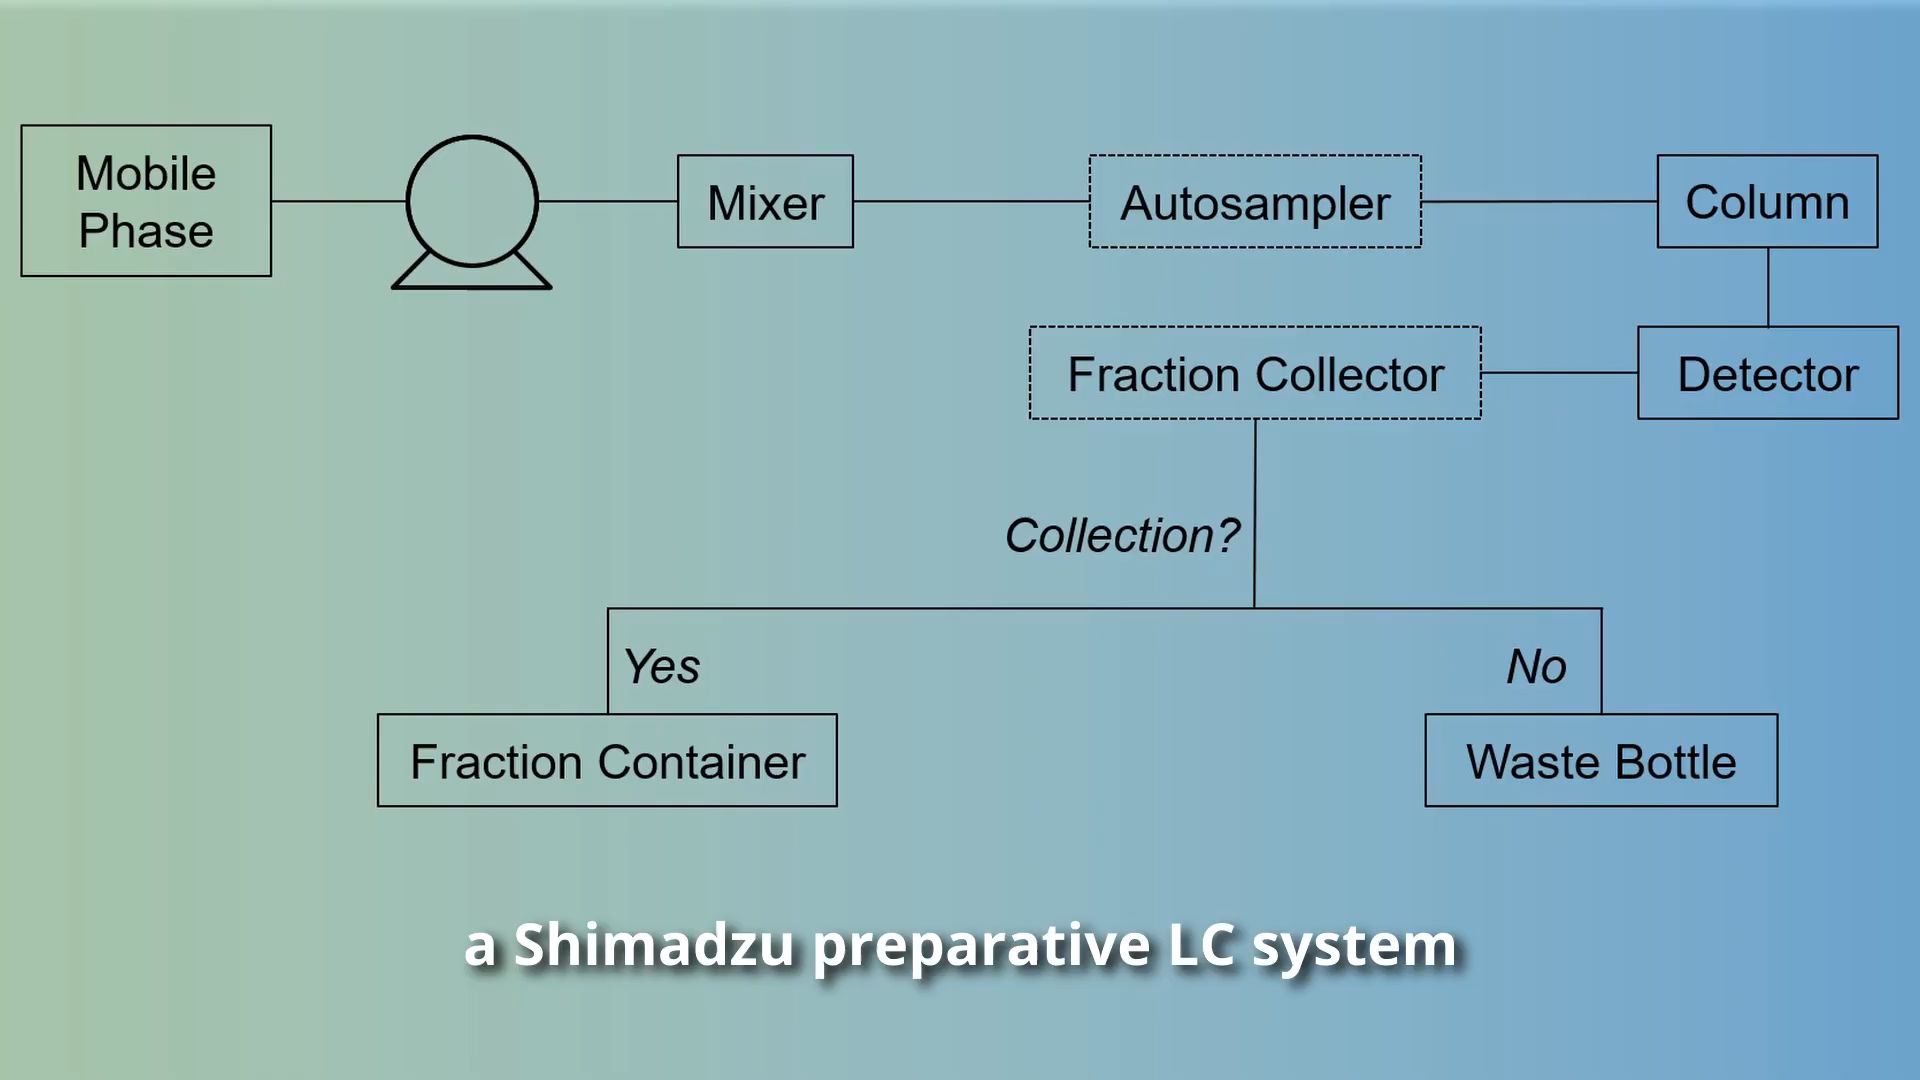 Mobile
Phase
Mixer
Autosampler
Column
Fraction Collector
Detector
Collection?
Yes
No
Fraction Container
Waste Bottle
a Shimadzu preparative LC system